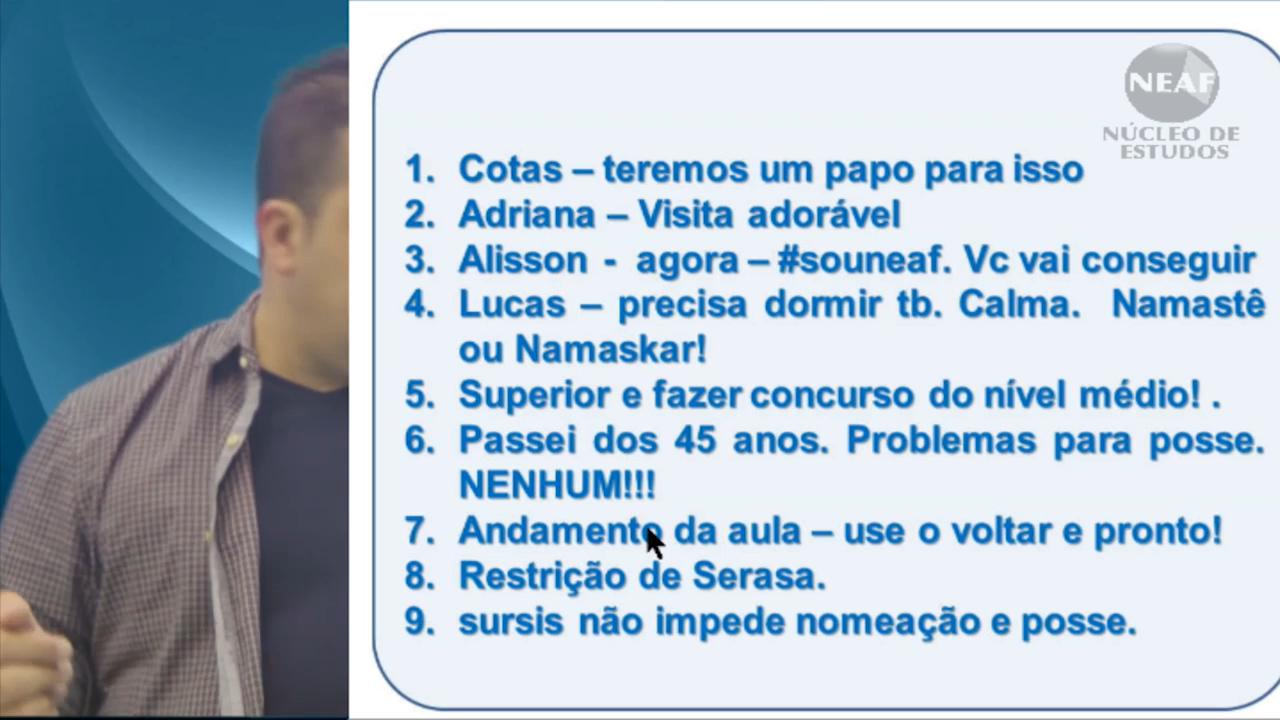 NEAF
NÚCLEO DE
ESTUDOS
1. Cotas – teremos um papo para isso
2. Adriana – Visita adorável
3. Alisson - agora – #souneaf. Vc vai conseguir
4. Lucas – precisa dormir tb. Calma. Namastê
ou Namaskar!
5. Superior e fazer concurso do nível médio! .
6. Passei dos 45 anos. Problemas para posse.
NENHUM!!!
7. Andamento da aula – use o voltar e pronto!
8. Restrição de Serasa.
9. sursis não impede nomeação e posse.